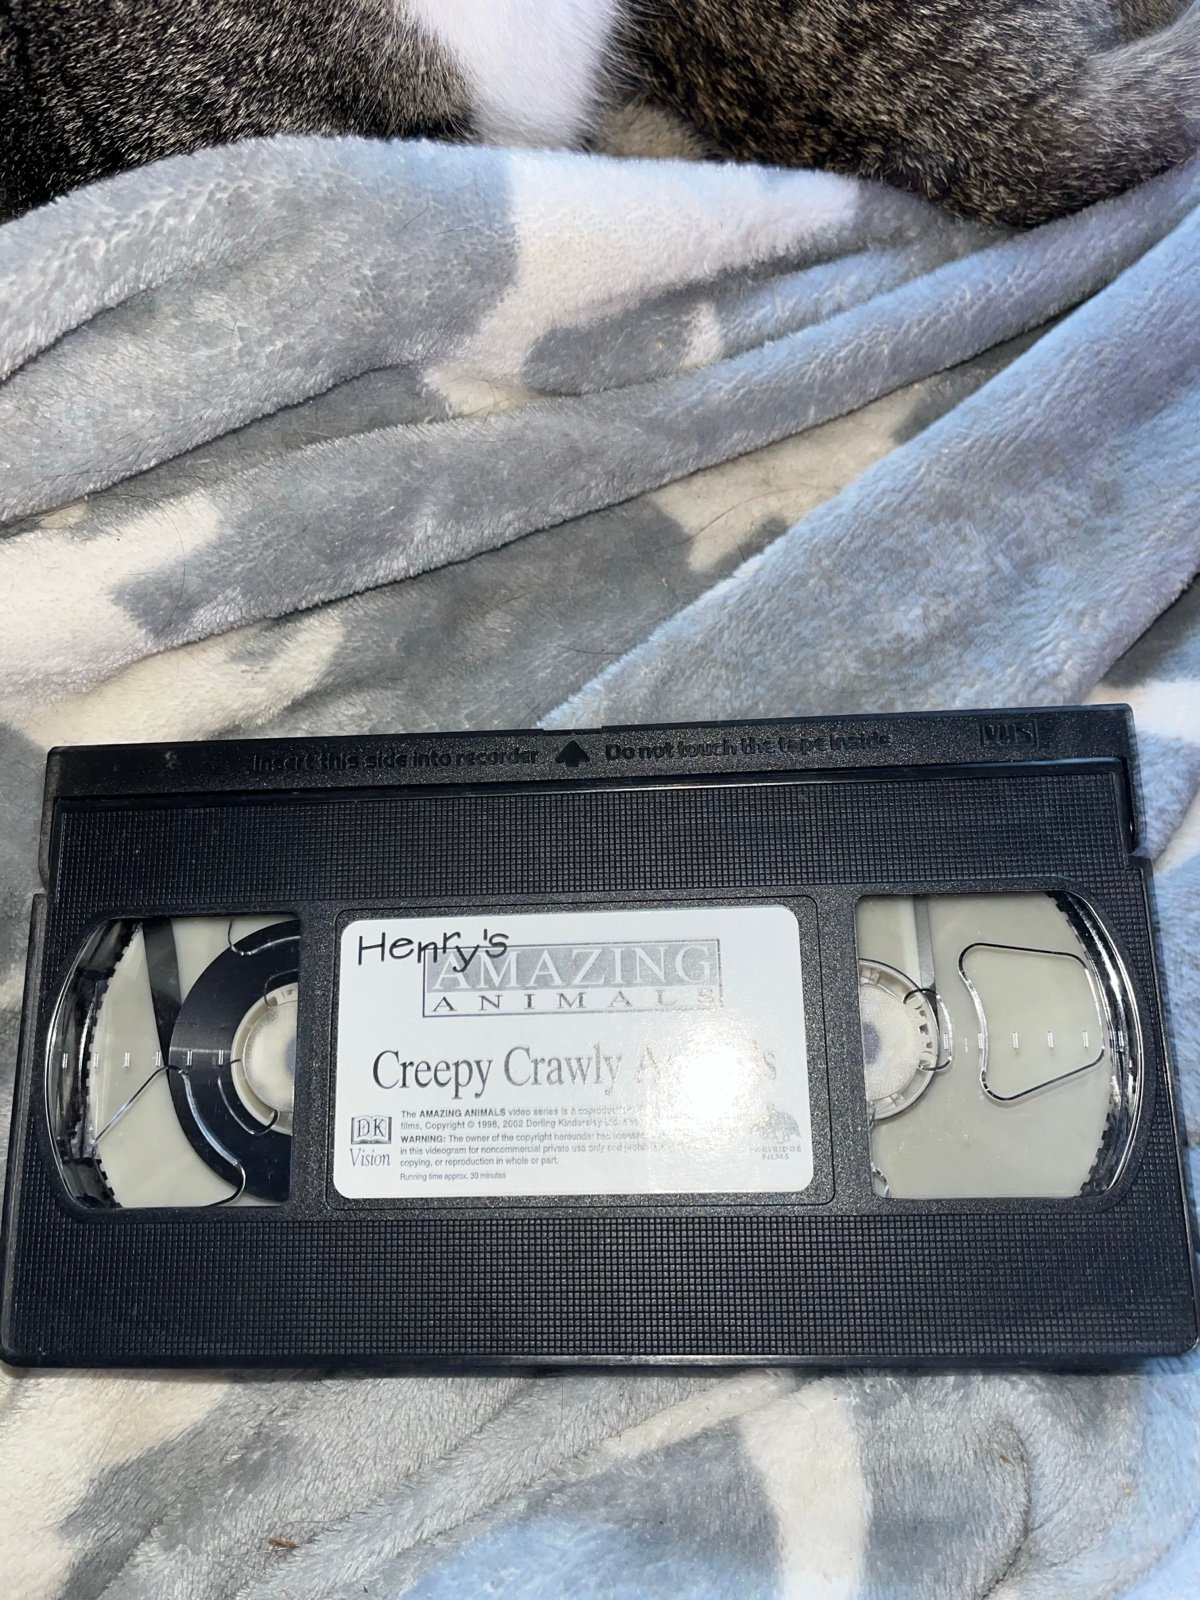 Insert this side into recorder Do not touch the tape inside VHS
Henry's
AMAZING
ANIMALS
Creepy Crawly
The AMAZING ANIMALS video series is a coproduction
films, Copyright © 1998, 2002 Dorling Kindersley Ltd.
WARNING: The owner of the copyright hereunder has licensed
in this videogram for noncommercial private use only and
copying, or reproduction in whole or part.
Running time approx. 30 minutes
DK
Vision
FILMS